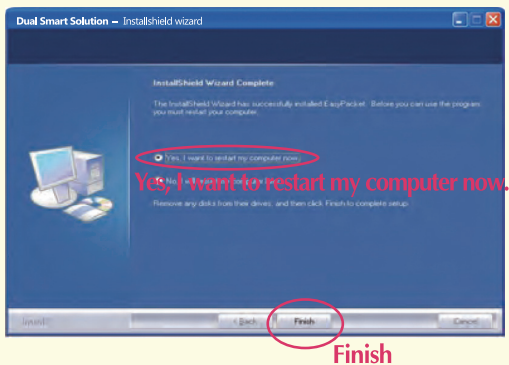 Dual Smart Solution – Installshield wizard
InstallShield Wizard Complete
The InstallShield Wizard has successfully installed EasyPacket. Before you can use the program,
you must restart your computer.
Yes, I want to restart my computer now.
Yes, I want to restart my computer now.
No, I will
Remove any disks from their drives, and then click Finish to complete setup.
< Back
Finish
Cancel
Finish